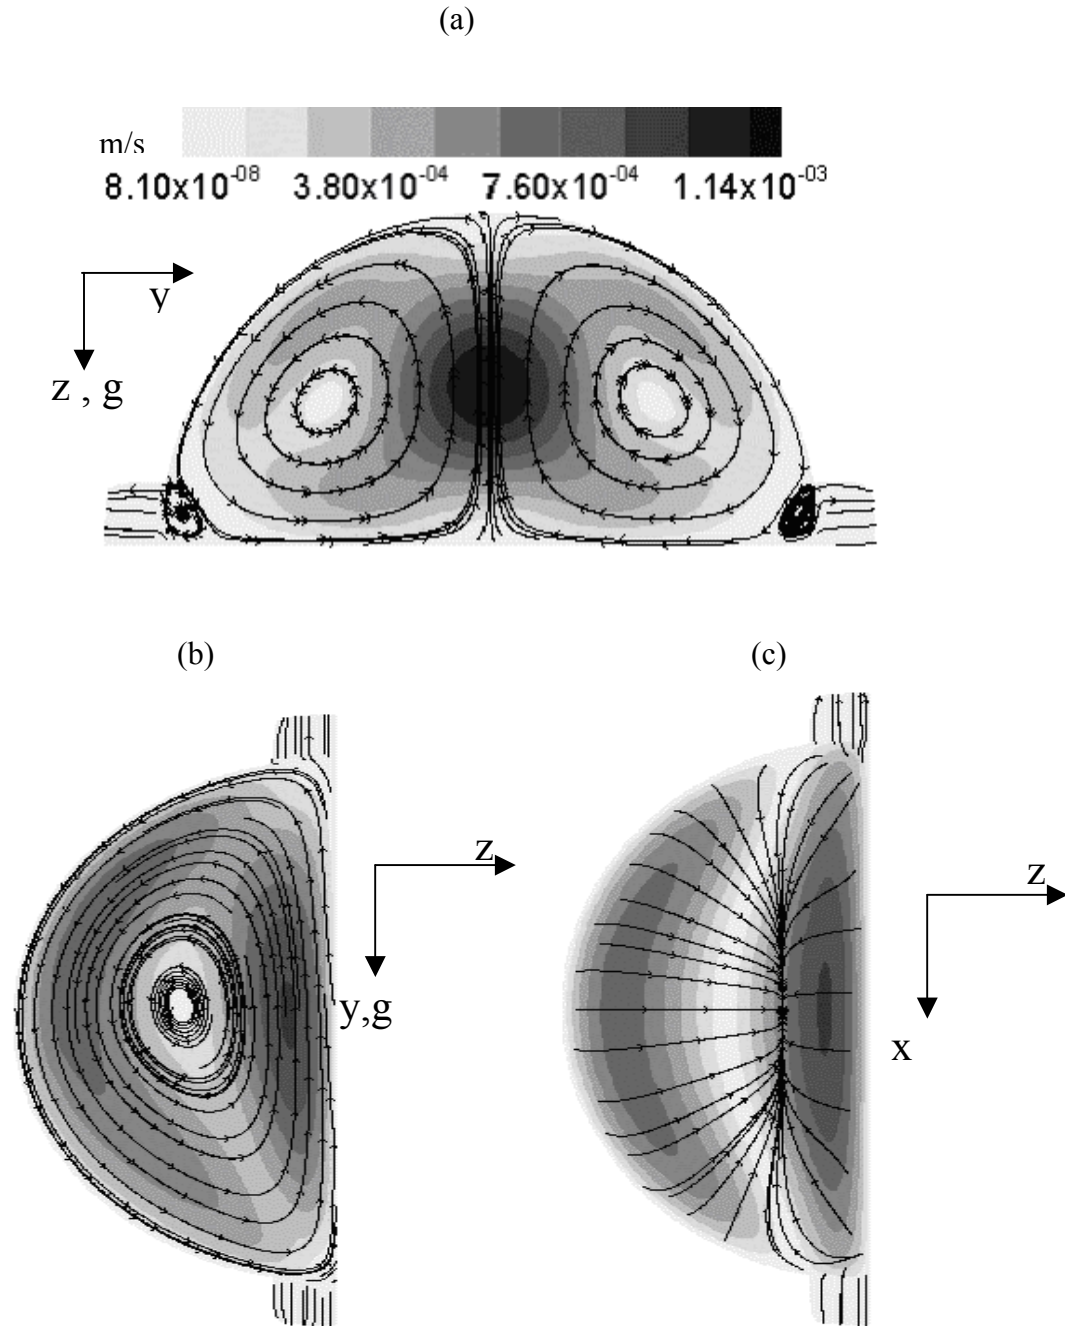 (a)
m/s
8.10x10^-08 3.80x10^-04 7.60x10^-04 1.14x10^-03
y
z , g
(b) (c)
z
y,g
z
x